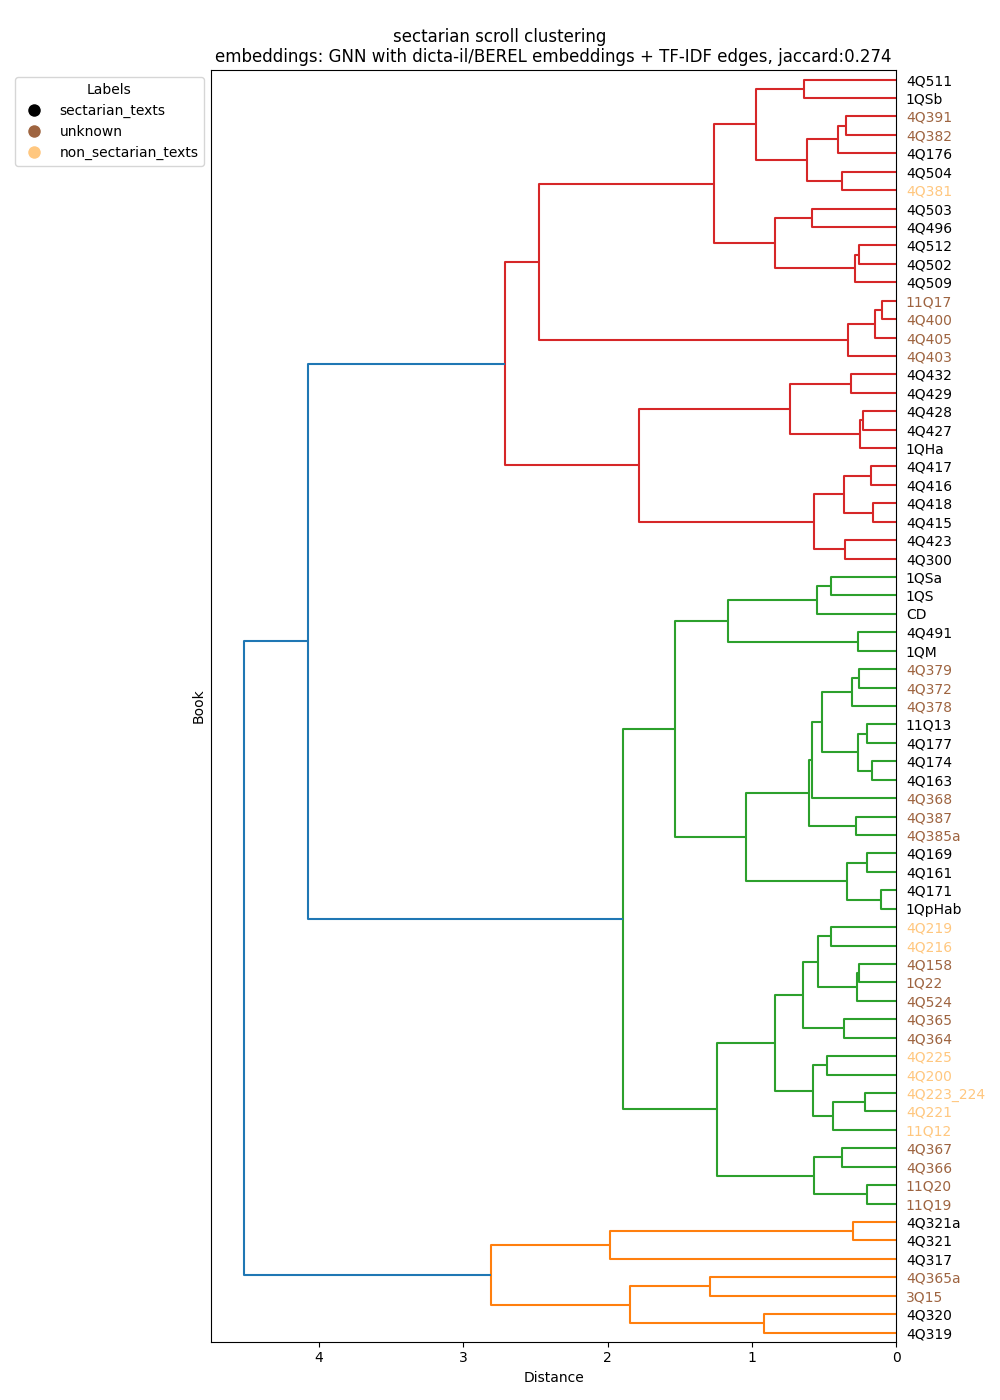 sectarian scroll clustering
embeddings: GNN with dicta-il/BEREL embeddings + TF-IDF edges, jaccard:0.274
Labels
sectarian_texts
unknown
non_sectarian_texts
4Q511
1QSb
4Q391
4Q382
4Q176
4Q504
4Q381
4Q503
4Q496
4Q512
4Q502
4Q509
11Q17
4Q400
4Q405
4Q403
4Q432
4Q429
4Q428
4Q427
1QHa
4Q417
4Q416
4Q418
4Q415
4Q423
4Q300
1QSa
1QS
CD
4Q491
1QM
4Q379
4Q372
4Q378
11Q13
4Q177
4Q174
4Q163
4Q368
4Q387
4Q385a
4Q169
4Q161
4Q171
1QpHab
4Q219
4Q216
4Q158
1Q22
4Q524
4Q365
4Q364
4Q225
4Q200
4Q223_224
4Q221
11Q12
4Q367
4Q366
11Q20
11Q19
4Q321a
4Q321
4Q317
4Q365a
3Q15
4Q320
4Q319
Book
4 3 2 1 0
Distance